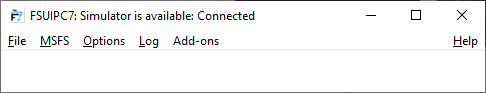 FSUIPC7: Simulator is available: Connected
File MSFS Options Log Add-ons Help